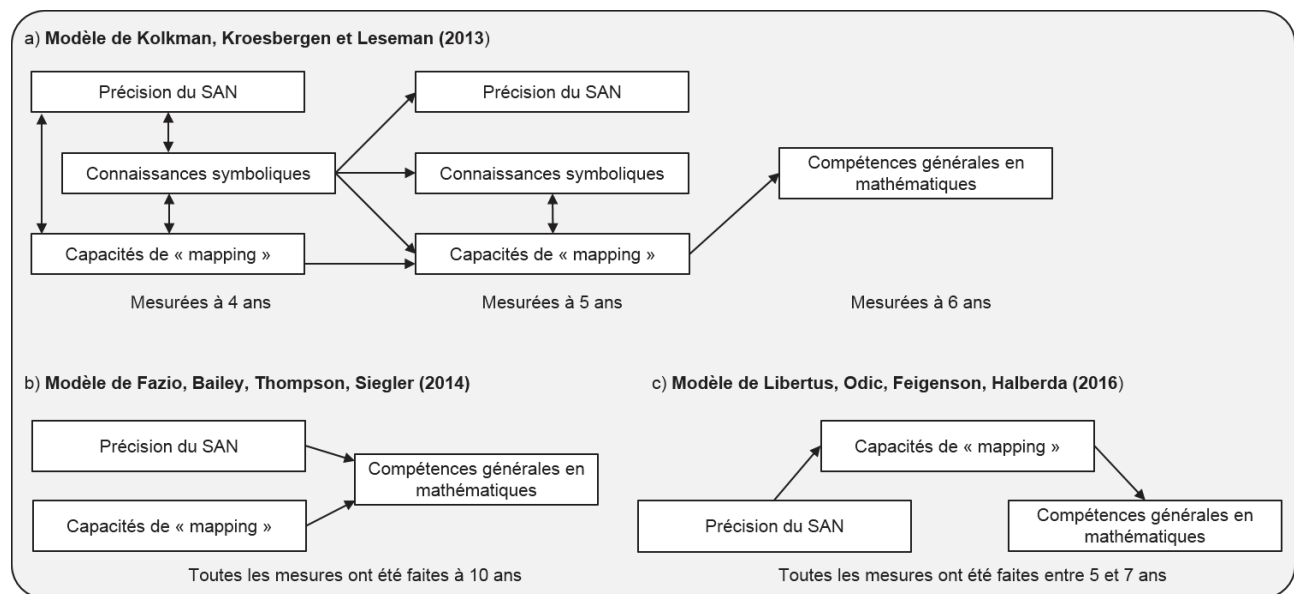 a) Modèle de Kolkman, Kroesbergen et Leseman (2013)
Précision du SAN
Précision du SAN
Connaissances symboliques
Connaissances symboliques
Compétences générales en
mathématiques
Capacités de « mapping »
Capacités de « mapping »
Mesurées à 4 ans
Mesurées à 5 ans
Mesurées à 6 ans
b) Modèle de Fazio, Bailey, Thompson, Siegler (2014)
Précision du SAN
Compétences générales en
mathématiques
Capacités de « mapping »
Toutes les mesures ont été faites à 10 ans
c) Modèle de Libertus, Odic, Feigenson, Halberda (2016)
Capacités de « mapping »
Précision du SAN
Compétences générales en
mathématiques
Toutes les mesures ont été faites entre 5 et 7 ans